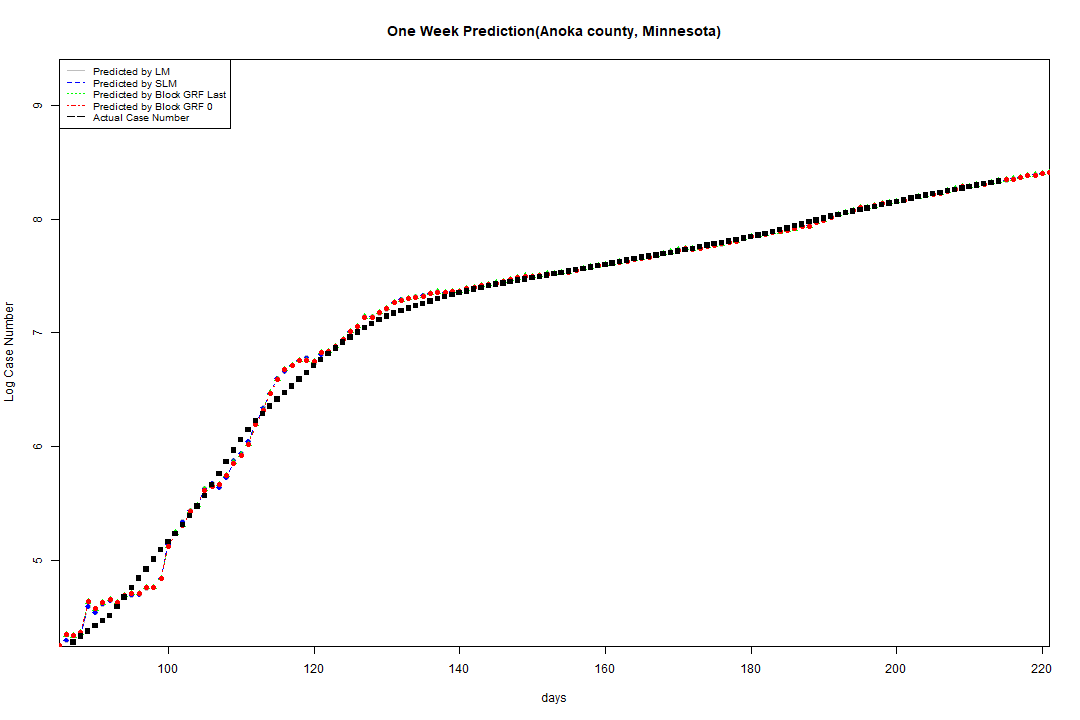 One Week Prediction(Anoka county, Minnesota)
Predicted by LM
Predicted by SLM
Predicted by Block GRF Last
Predicted by Block GRF 0
Actual Case Number
9
8
7
6
5
Log Case Number
100 120 140 160 180 200 220
days